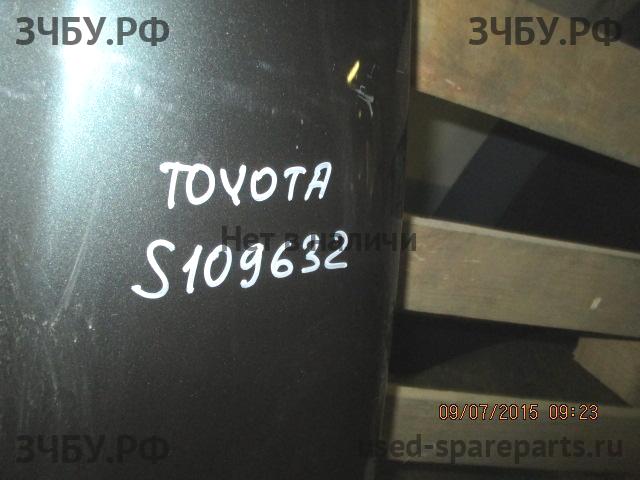 ЗЧБУ.РФ ЗЧБУ.РФ
TOYOTA
Нет в наличи
S109632
09/07/2015 09:23
ЗЧБУ.РФ used-spareparts.ru